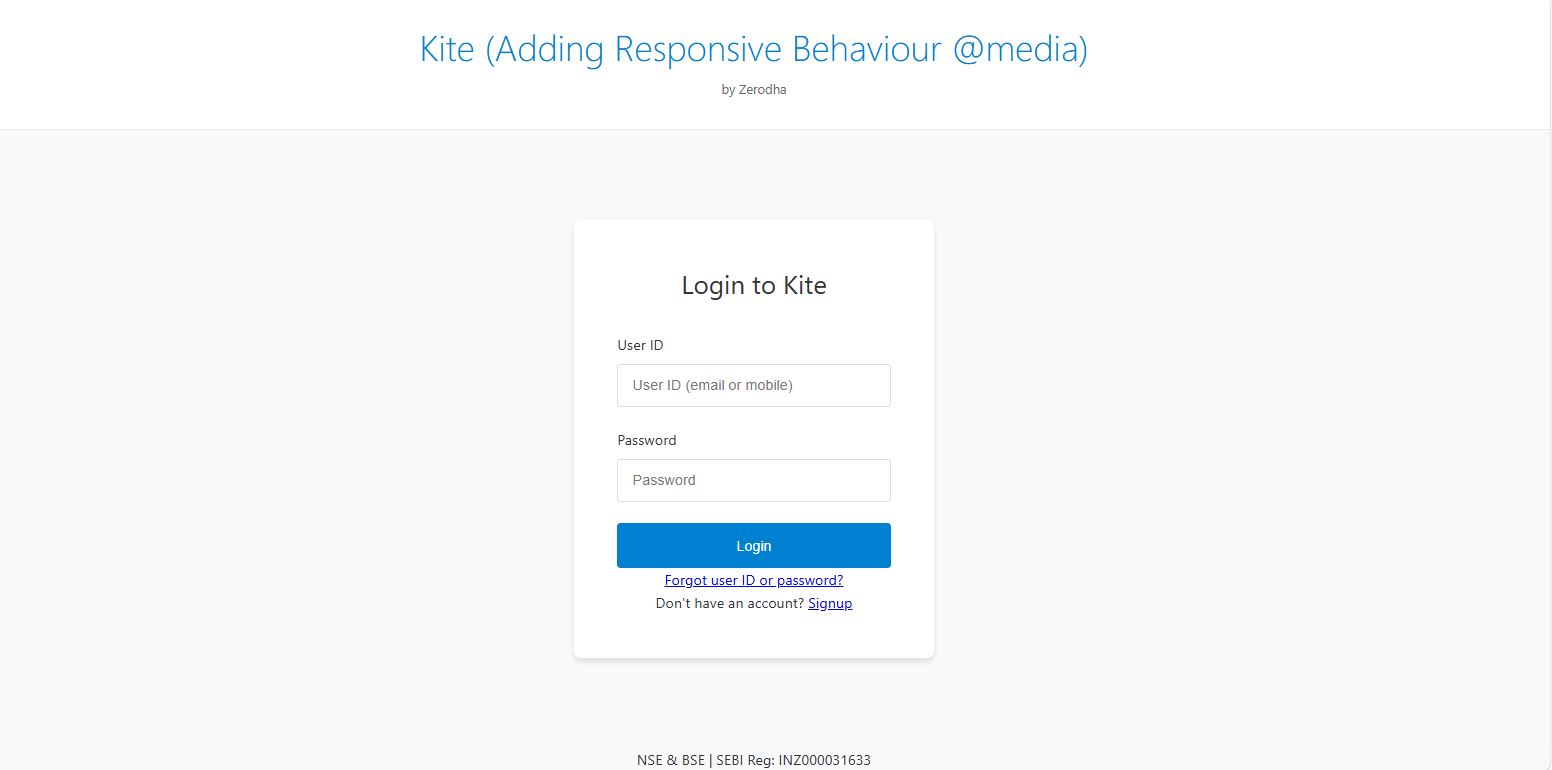 Kite (Adding Responsive Behaviour @media)
by Zerodha
Login to Kite
User ID
User ID (email or mobile)
Password
Password
Login
Forgot user ID or password?
Don't have an account? Signup
NSE & BSE | SEBI Reg: INZ000031633